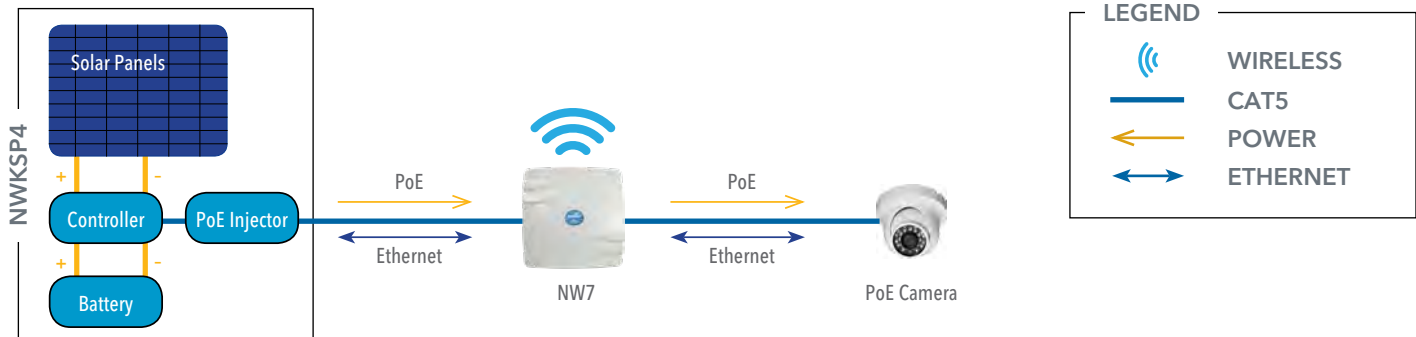 NWKSP4
Solar Panels
+ -
Controller
PoE Injector
+ -
Battery
PoE
Ethernet
NW7
PoE
Ethernet
PoE Camera
LEGEND
WIRELESS
CAT5
POWER
ETHERNET